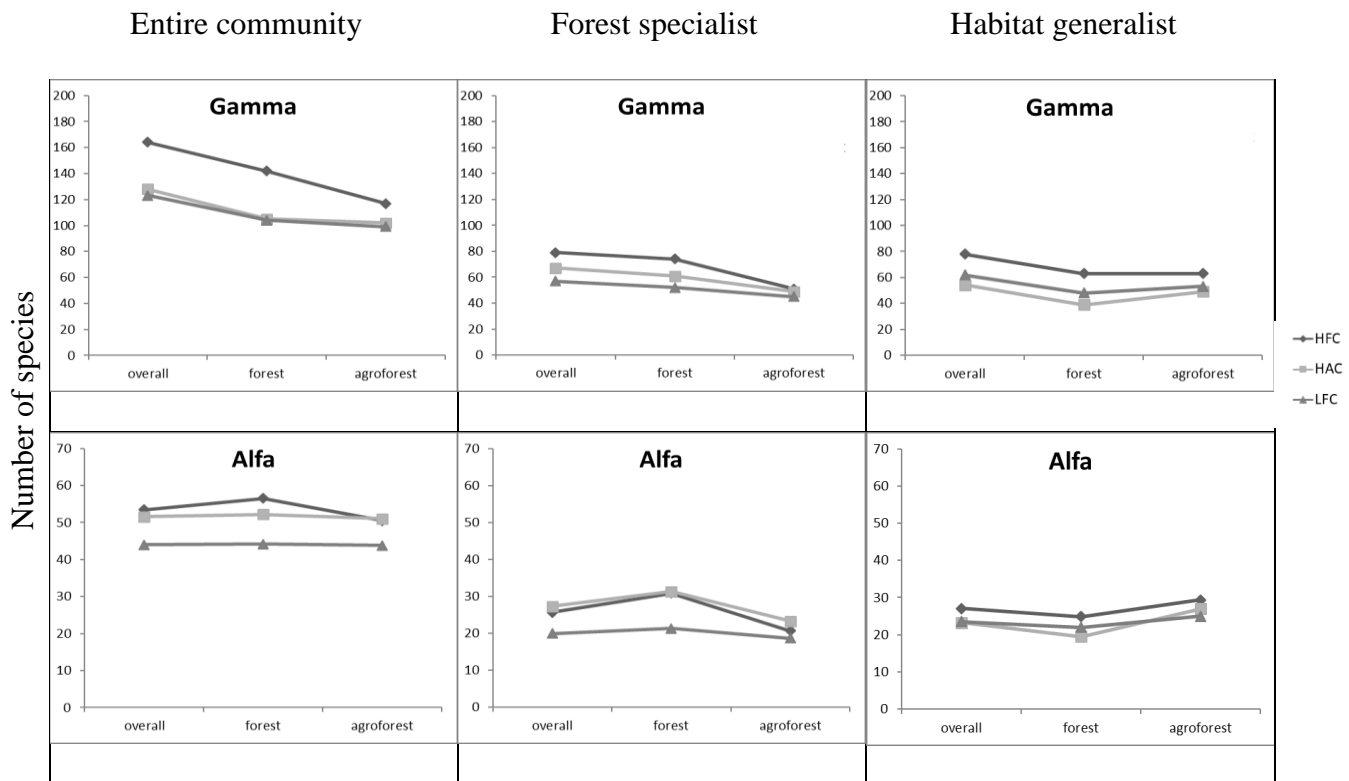 Entire community
Forest specialist
Habitat generalist
Number of species
Gamma
200
180
160
140
120
100
80
60
40
20
0
overall
forest
agroforest
Gamma
200
180
160
140
120
100
80
60
40
20
0
overall
forest
agroforest
Gamma
200
180
160
140
120
100
80
60
40
20
0
overall
forest
agroforest
HFC
HAC
LFC
Alfa
70
60
50
40
30
20
10
0
overall
forest
agroforest
Alfa
70
60
50
40
30
20
10
0
overall
forest
agroforest
Alfa
70
60
50
40
30
20
10
0
overall
forest
agroforest